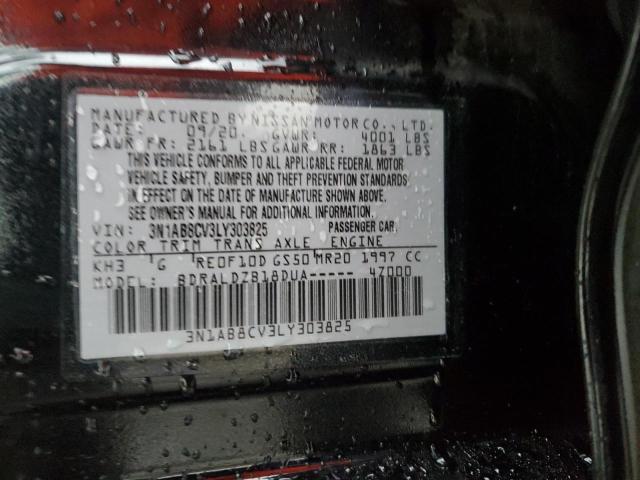 MANUFACTURED BY NISSAN MOTOR CO., LTD.
DATE: 09/20 GVWR: 4001 LBS
GAWR FR: 2161 LBS GAWR RR: 1863 LBS
THIS VEHICLE CONFORMS TO ALL APPLICABLE FEDERAL MOTOR
VEHICLE SAFETY, BUMPER AND THEFT PREVENTION STANDARDS
IN EFFECT ON THE DATE OF MANUFACTURE SHOWN ABOVE.
SEE OWNER'S MANUAL FOR ADDITIONAL INFORMATION.
VIN: 3N1AB8CV3LY303825 PASSENGER CAR.
COLOR TRIM TRANS AXLE ENGINE
KH3 G RE0F10D GS50 MR20 1997 CC
MODEL: BDRALDZB18DUA----- 47000
3N1AB8CV3LY303825